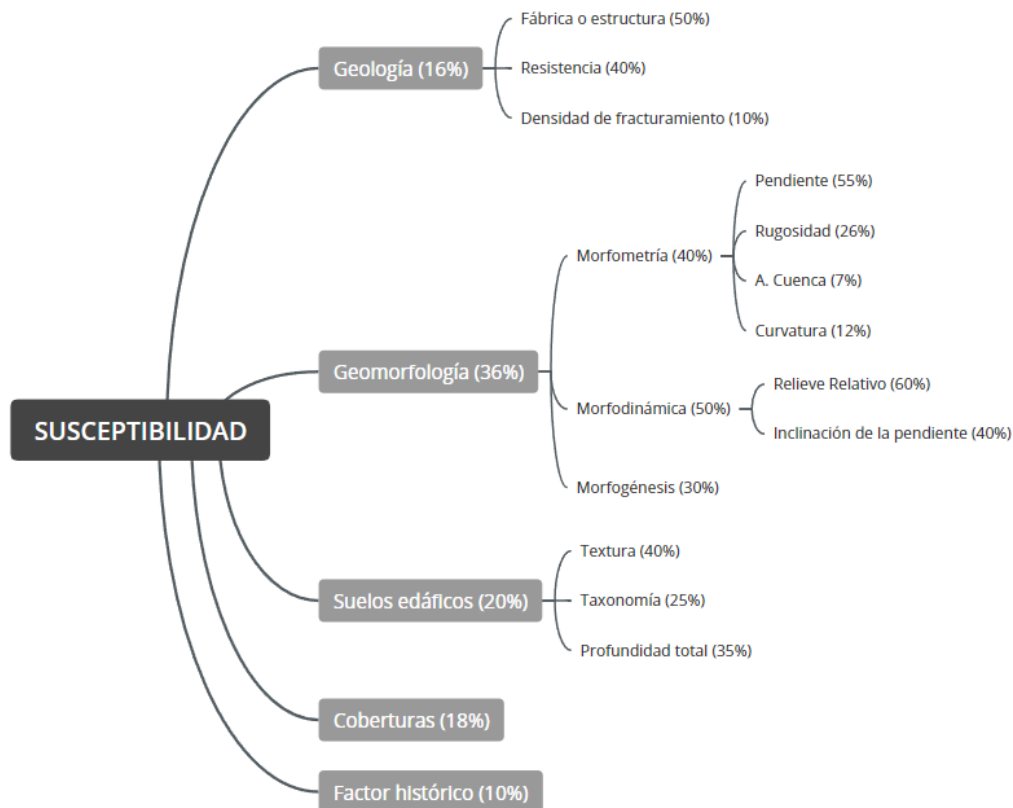 SUSCEPTIBILIDAD
Geología (16%)
Fábrica o estructura (50%)
Resistencia (40%)
Densidad de fracturamiento (10%)
Geomorfología (36%)
Morfometría (40%)
Pendiente (55%)
Rugosidad (26%)
A. Cuenca (7%)
Curvatura (12%)
Morfodinámica (50%)
Relieve Relativo (60%)
Inclinación de la pendiente (40%)
Morfogénesis (30%)
Suelos edáficos (20%)
Textura (40%)
Taxonomía (25%)
Profundidad total (35%)
Coberturas (18%)
Factor histórico (10%)